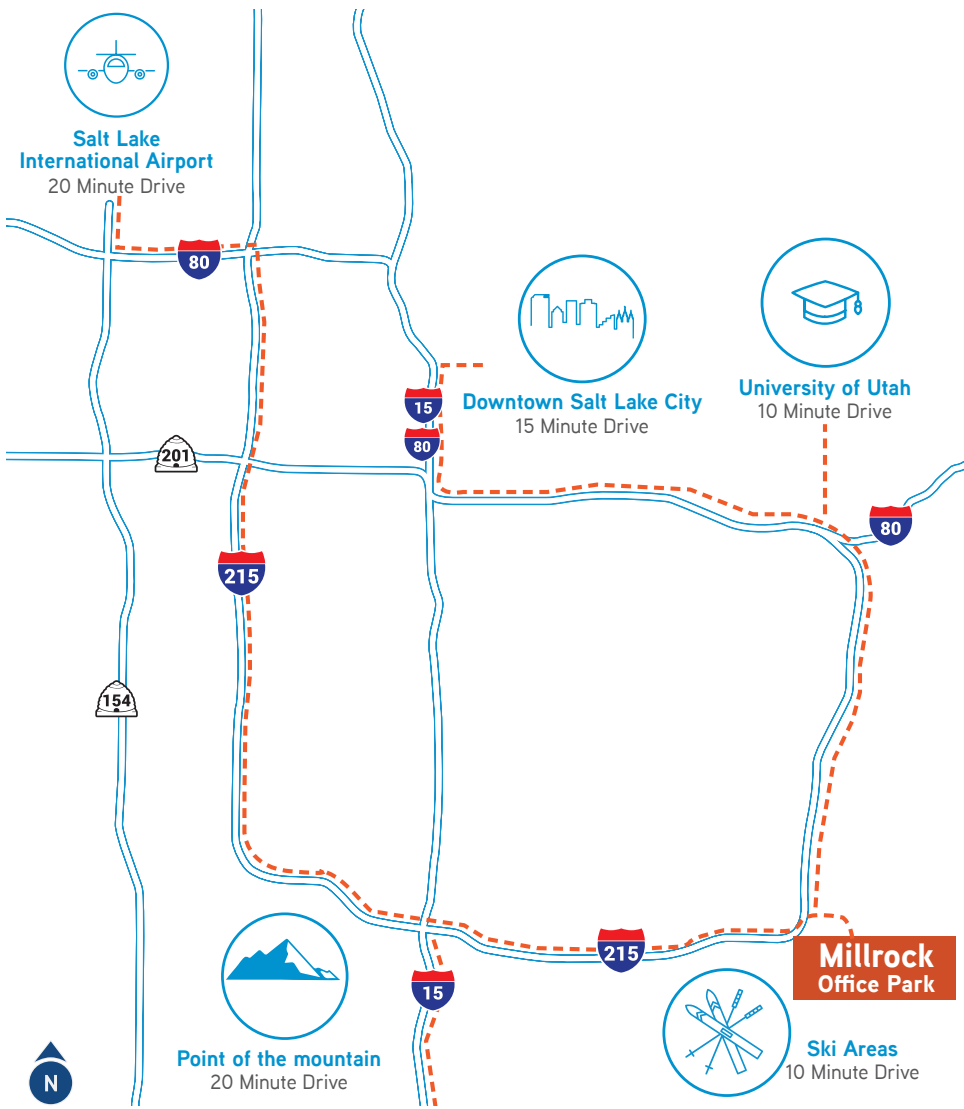 Salt Lake
International Airport
20 Minute Drive
80
Downtown Salt Lake City
15 Minute Drive
University of Utah
10 Minute Drive
15
80
201
80
215
154
215
Millrock
Office Park
15
Point of the mountain
20 Minute Drive
Ski Areas
10 Minute Drive
N